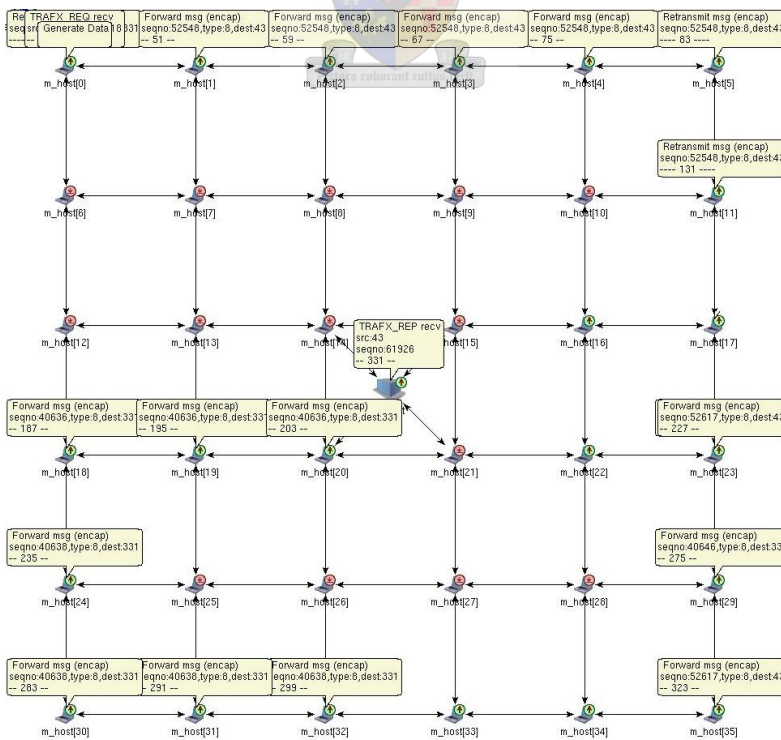 TRAFX_REQ recv
Generate Data
Forward msg (encap)
seqno:52548,type:8,dest:43
-- 51 --
Forward msg (encap)
seqno:52548,type:8,dest:43
-- 59 --
Forward msg (encap)
seqno:52548,type:8,dest:43
-- 67 --
Forward msg (encap)
seqno:52548,type:8,dest:43
-- 75 --
Retransmit msg (encap)
seqno:52548,type:8,dest:43
---- 83 ----
m_host[0]
m_host[1]
m_host[2]
m_host[3]
m_host[4]
m_host[5]
Retransmit msg (encap)
seqno:52548,type:8,dest:43
---- 131 ----
m_host[6]
m_host[7]
m_host[8]
m_host[9]
m_host[10]
m_host[11]
TRAFX_REP recv
src:43
seqno:61926
-- 331 --
m_host[12]
m_host[13]
m_host[15]
m_host[16]
m_host[17]
Forward msg (encap)
seqno:40636,type:8,dest:331
-- 187 --
Forward msg (encap)
seqno:40636,type:8,dest:331
-- 195 --
Forward msg (encap)
seqno:40636,type:8,dest:331
-- 203 --
Forward msg (encap)
seqno:52617,type:8,dest:43
-- 227 --
m_host[18]
m_host[19]
m_host[20]
m_host[21]
m_host[22]
m_host[23]
Forward msg (encap)
seqno:40638,type:8,dest:331
-- 235 --
Forward msg (encap)
seqno:40646,type:8,dest:33
-- 275 --
m_host[24]
m_host[25]
m_host[26]
m_host[27]
m_host[28]
m_host[29]
Forward msg (encap)
seqno:40638,type:8,dest:331
-- 283 --
Forward msg (encap)
eqno:40638,type:8,dest:331
-- 291 --
Forward msg (encap)
eqno:40638,type:8,dest:331
-- 299 --
Forward msg (encap)
seqno:52617,type:8,dest:43
-- 323 --
m_host[30]
m_host[31]
m_host[32]
m_host[33]
m_host[34]
m_host[35]